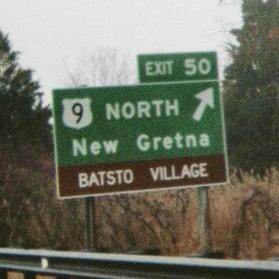 EXIT 50
9 NORTH
New Gretna
BATSTO VILLAGE